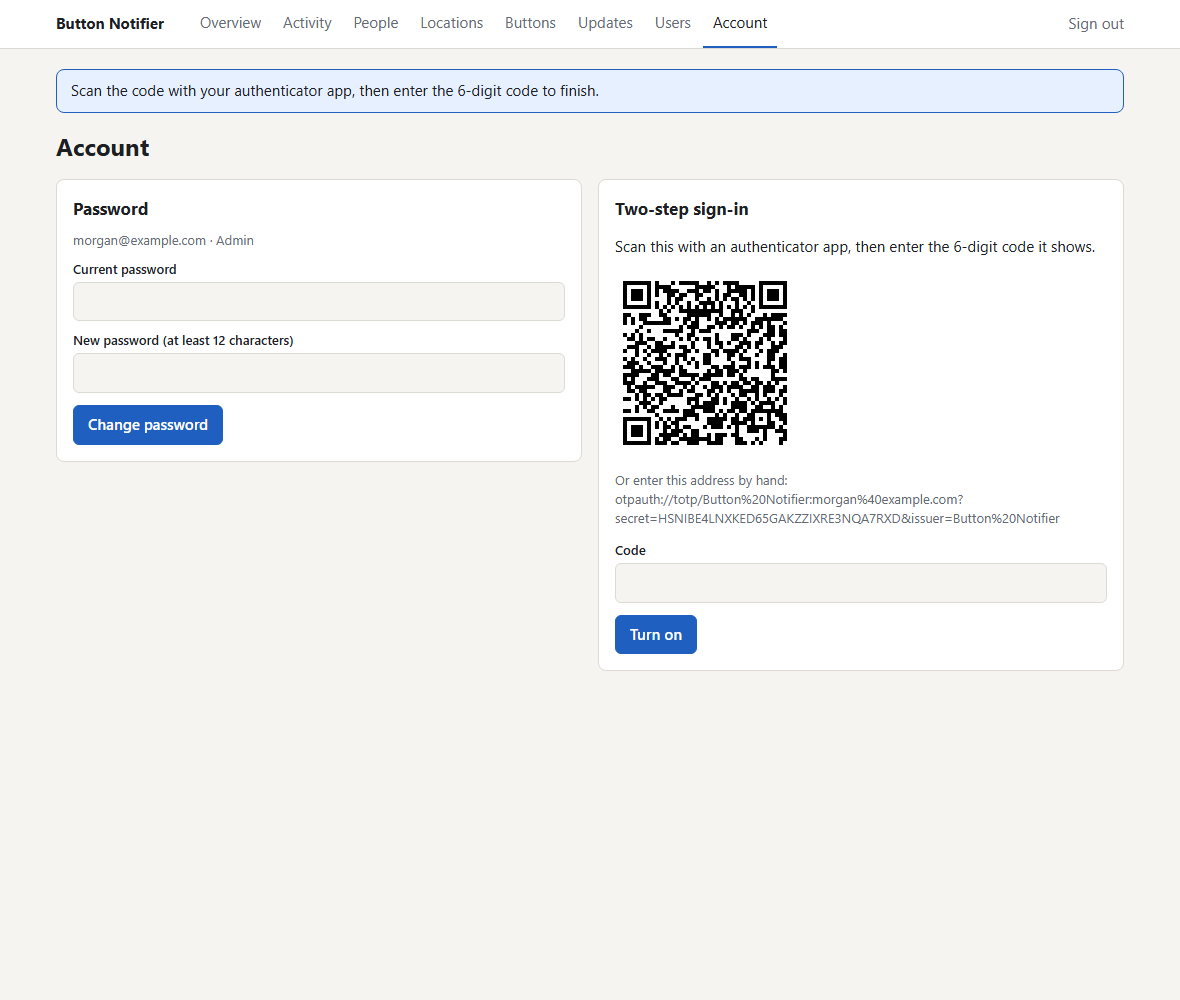 Button Notifier Overview Activity People Locations Buttons Updates Users Account Sign out
Scan the code with your authenticator app, then enter the 6-digit code to finish.
Account
Password
morgan@example.com · Admin
Current password
New password (at least 12 characters)
Change password
Two-step sign-in
Scan this with an authenticator app, then enter the 6-digit code it shows.
Or enter this address by hand:
otpauth://totp/Button%20Notifier:morgan%40example.com?
secret=HSNIBE4LNXKED65GAKZZIXRE3NQA7RXD&issuer=Button%20Notifier
Code
Turn on